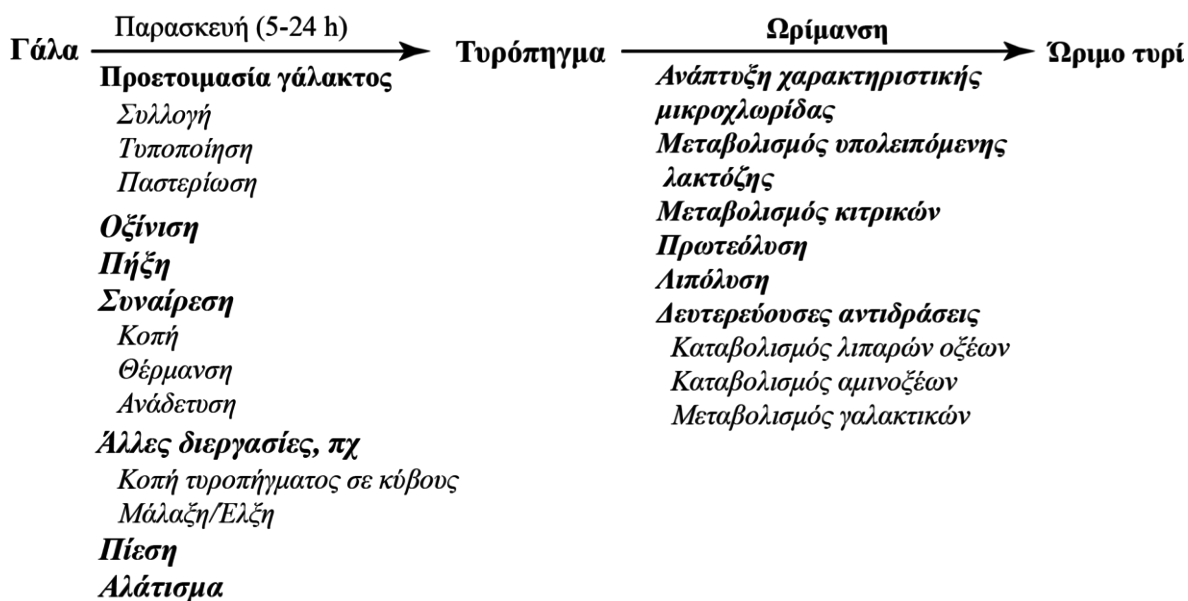 Γάλα
Παρασκευή (5-24 h)
Τυρόπηγμα
Ωρίμανση
Ώριμο τυρί
Προετοιμασία γάλακτος
Συλλογή
Τυποποίηση
Παστερίωση
Οξίνιση
Πήξη
Συναίρεση
Κοπή
Θέρμανση
Ανάδετυση
Άλλες διεργασίες, πχ
Κοπή τυροπήγματος σε κύβους
Μάλαξη/Έλξη
Πίεση
Αλάτισμα
Ανάπτυξη χαρακτηριστικής
μικροχλωρίδας
Μεταβολισμός υπολειπόμενης
λακτόζης
Μεταβολισμός κιτρικών
Πρωτεόλυση
Λιπόλυση
Δευτερεύουσες αντιδράσεις
Καταβολισμός λιπαρών οξέων
Καταβολισμός αμινοξέων
Μεταβολισμός γαλακτικών